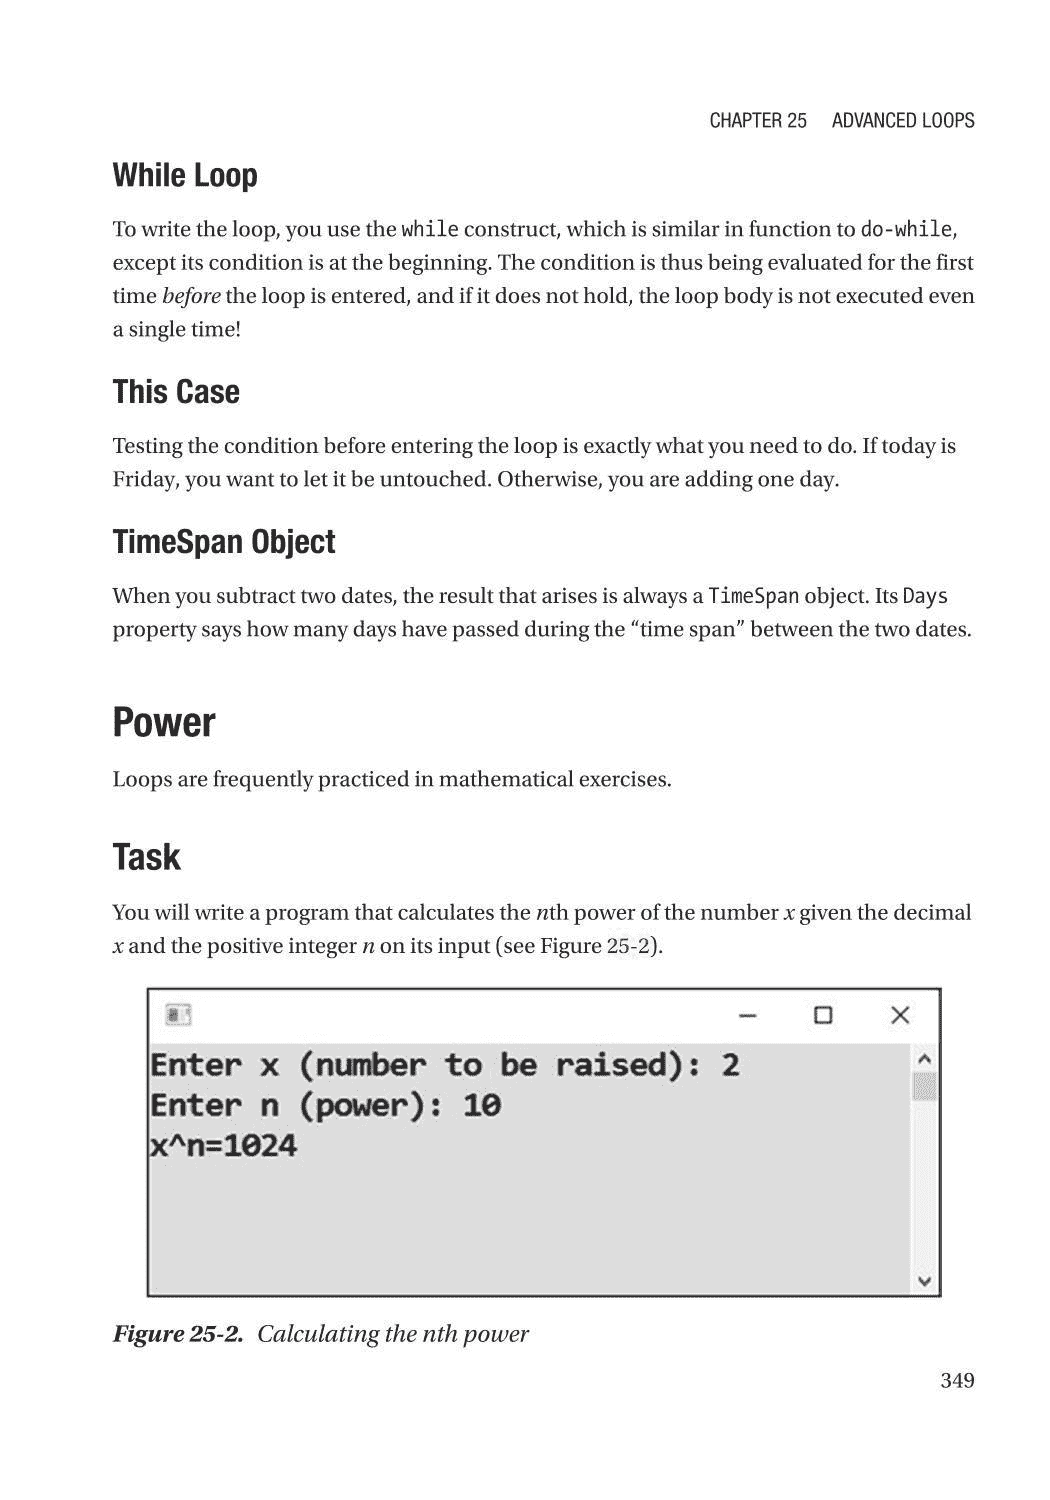 CHAPTER 25 ADVANCED LOOPS
While Loop
To write the loop, you use the while construct, which is similar in function to do-while,
except its condition is at the beginning. The condition is thus being evaluated for the first
time before the loop is entered, and if it does not hold, the loop body is not executed even
a single time!
This Case
Testing the condition before entering the loop is exactly what you need to do. If today is
Friday, you want to let it be untouched. Otherwise, you are adding one day.
TimeSpan Object
When you subtract two dates, the result that arises is always a TimeSpan object. Its Days
property says how many days have passed during the “time span” between the two dates.
Power
Loops are frequently practiced in mathematical exercises.
Task
You will write a program that calculates the nth power of the number x given the decimal
x and the positive integer n on its input (see Figure 25-2).
Enter x (number to be raised): 2
Enter n (power): 10
x^n=1024
Figure 25-2. Calculating the nth power
349